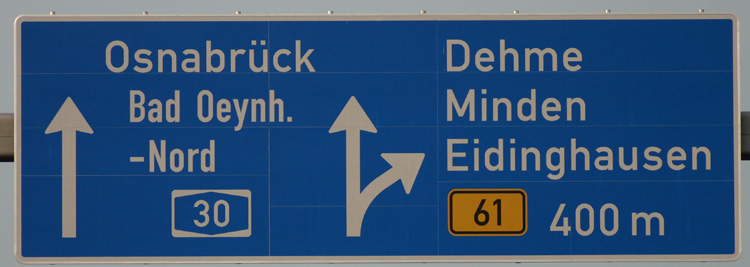 Osnabrück
Bad Oeynh.
-Nord
30
Dehme
Minden
Eidinghausen
61 400 m